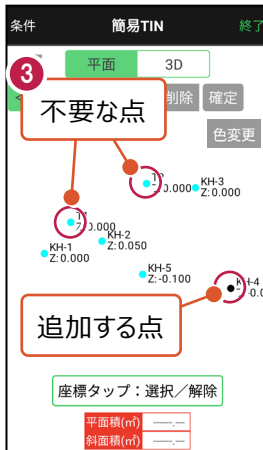 条件 簡易TIN 終了
3
平面 3D
不要な点
削除 確定
色変更
Z:0.000
KH-3
Z:0.000
Z:0.000
KH-2
Z:0.050
KH-1
Z:0.000
KH-5
Z:-0.100
追加する点
座標タップ：選択／解除
平面積(㎡) -----.---
斜面積(㎡) -----.---